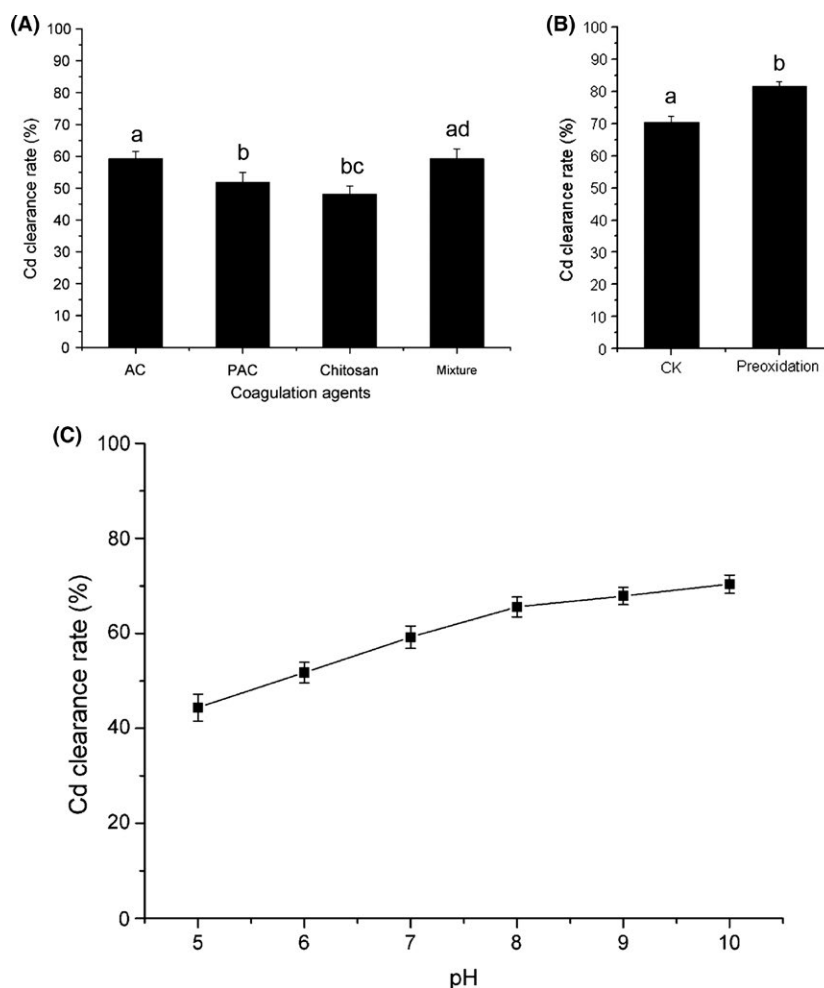 (A)
100
90
80
70
60
50
40
30
20
10
0
Cd clearance rate (%)
a
b
bc
ad
AC PAC Chitosan Mixture
Coagulation agents
(B)
100
90
80
70
60
50
40
30
20
10
0
Cd clearance rate (%)
a
b
CK Preoxidation
(C)
100
80
60
40
20
0
Cd clearance rate (%)
5 6 7 8 9 10
pH